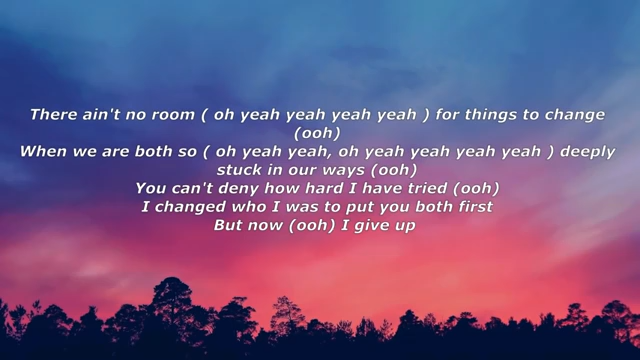 There ain't no room ( oh yeah yeah yeah yeah ) for things to change
(ooh)
When we are both so ( oh yeah yeah, oh yeah yeah yeah yeah ) deeply
stuck in our ways (ooh)
You can't deny how hard I have tried (ooh)
I changed who I was to put you both first
But now (ooh) I give up